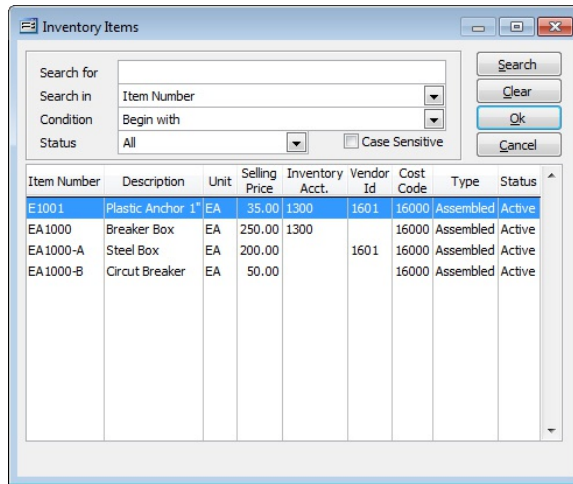 Inventory Items
Search for
Search in Item Number
Condition Begin with
Status All Case Sensitive
Search
Clear
Ok
Cancel
Item Number Description Unit Selling Price Inventory Acct. Vendor Id Cost Code Type Status
E1001 Plastic Anchor 1" EA 35.00 1300 1601 16000 Assembled Active
EA1000 Breaker Box EA 250.00 1300 16000 Assembled Active
EA1000-A Steel Box EA 200.00 1601 16000 Assembled Active
EA1000-B Circut Breaker EA 50.00 16000 Assembled Active